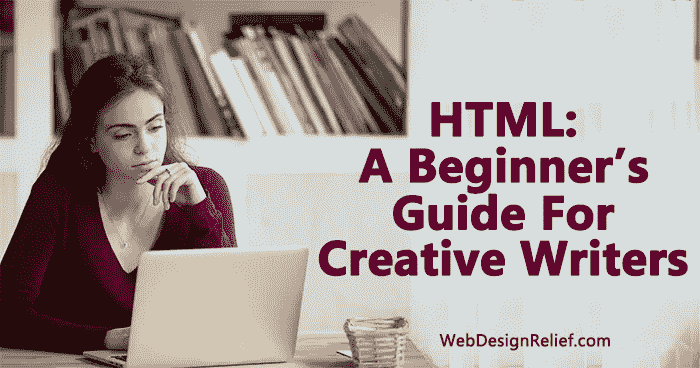 HTML:
A Beginner's
Guide For
Creative Writers
WebDesignRelief.com